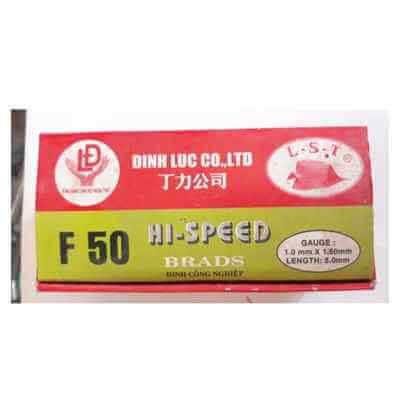 LĐ
DINH LUC CO.,LTD
丁力公司
L-S-T
®
F 50
HI-SPEED
BRADS
ĐINH CÔNG NGHIỆP
GAUGE :
1.0 mm X 1.60mm
LENGTH: 5.0mm